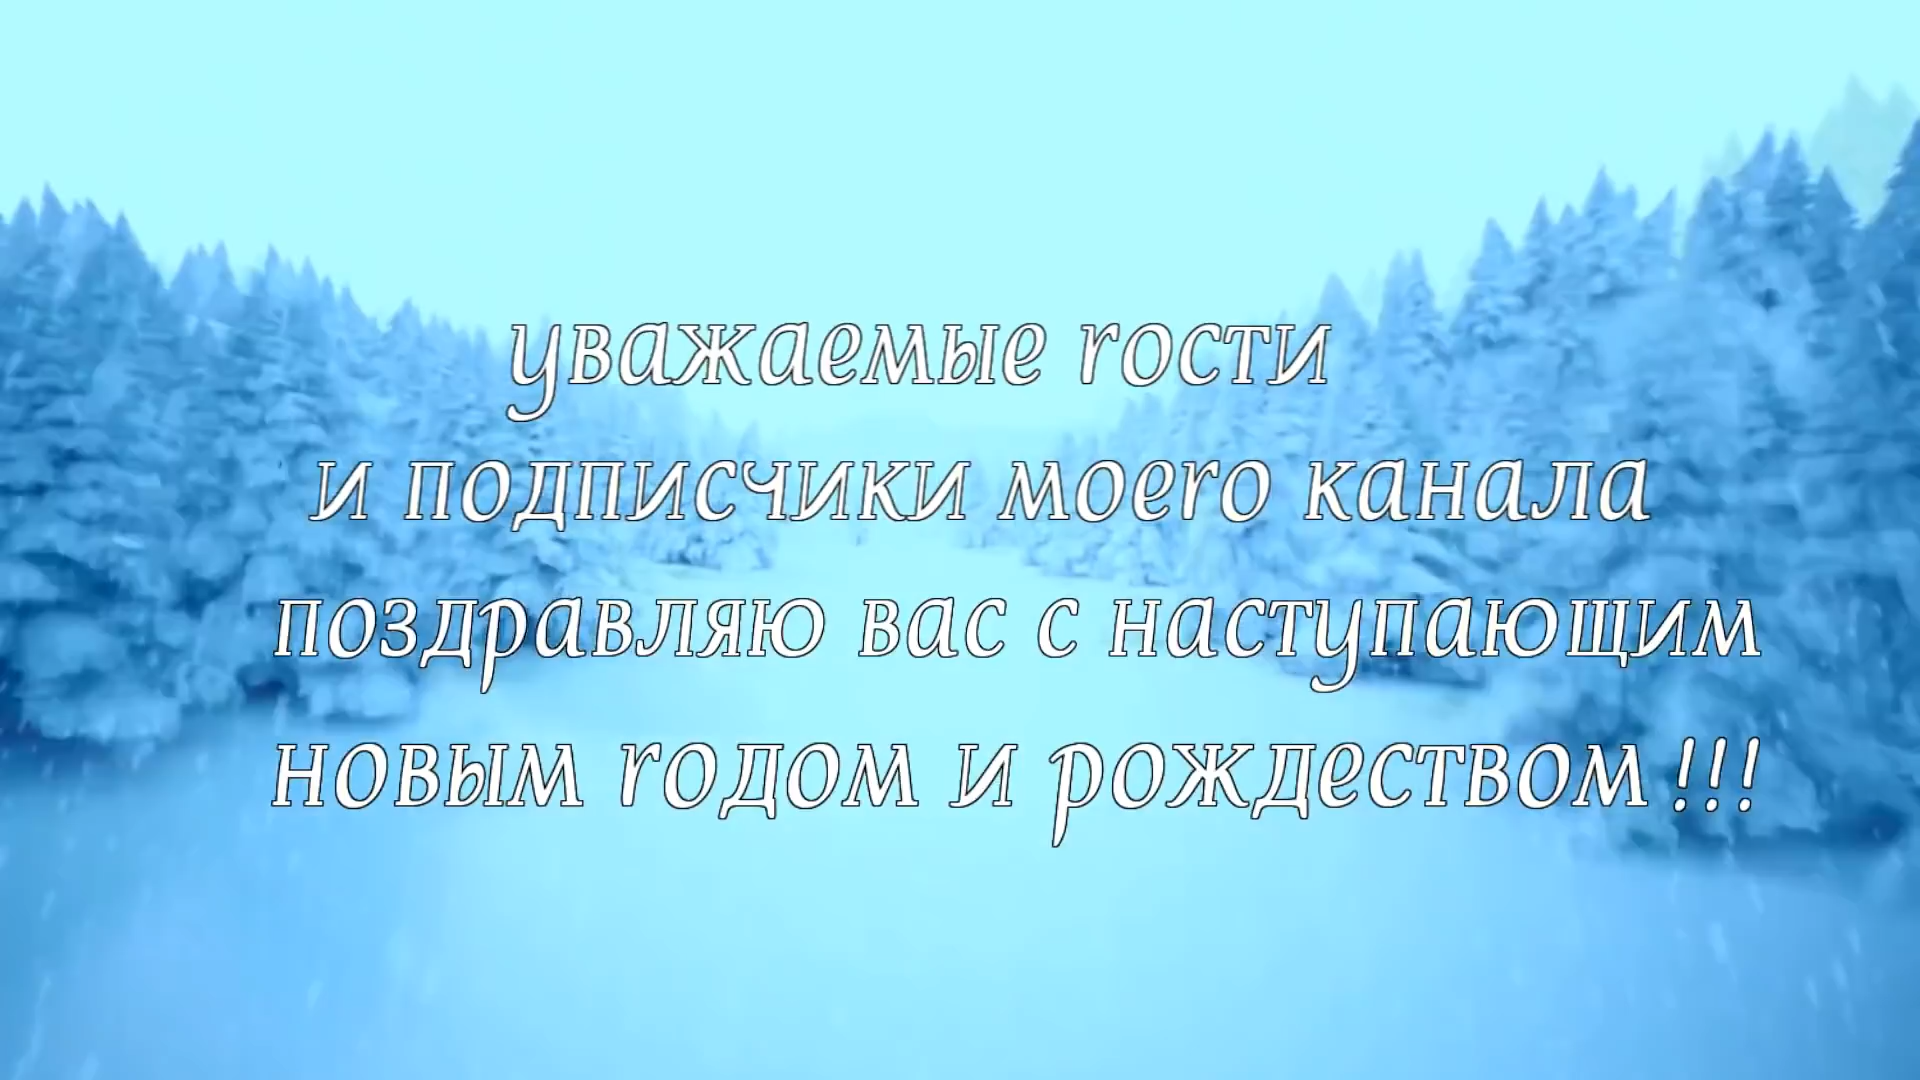 уважаемые гости
и подписчики моего канала
поздравляю вас с наступающим
новым годом и рождеством!!!